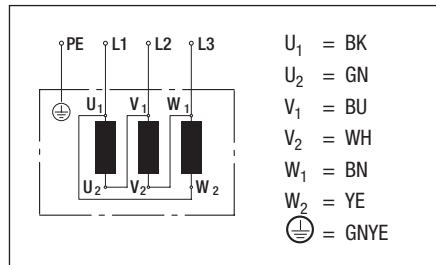 PE L1 L2 L3
U₁ V₁ W₁
U₂ V₂ W₂
U₁ = BK
U₂ = GN
V₁ = BU
V₂ = WH
W₁ = BN
W₂ = YE
⏚ = GNYE